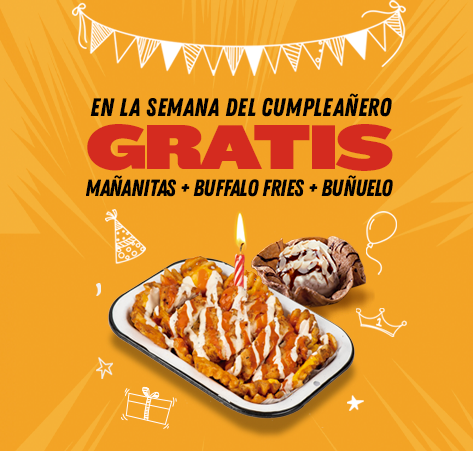 EN LA SEMANA DEL CUMPLEAÑERO
GRATIS
MAÑANITAS + BUFFALO FRIES + BUÑUELO